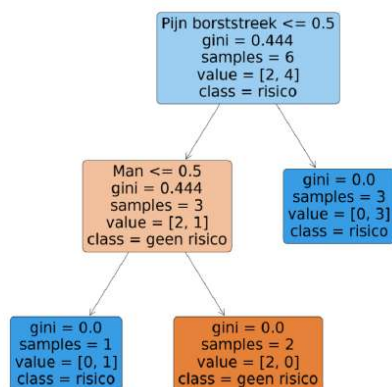 Pijn borststreek <= 0.5
gini = 0.444
samples = 6
value = [2, 4]
class = risico
Man <= 0.5
gini = 0.444
samples = 3
value = [2, 1]
class = geen risico
gini = 0.0
samples = 3
value = [0, 3]
class = risico
gini = 0.0
samples = 1
value = [0, 1]
class = risico
gini = 0.0
samples = 2
value = [2, 0]
class = geen risico